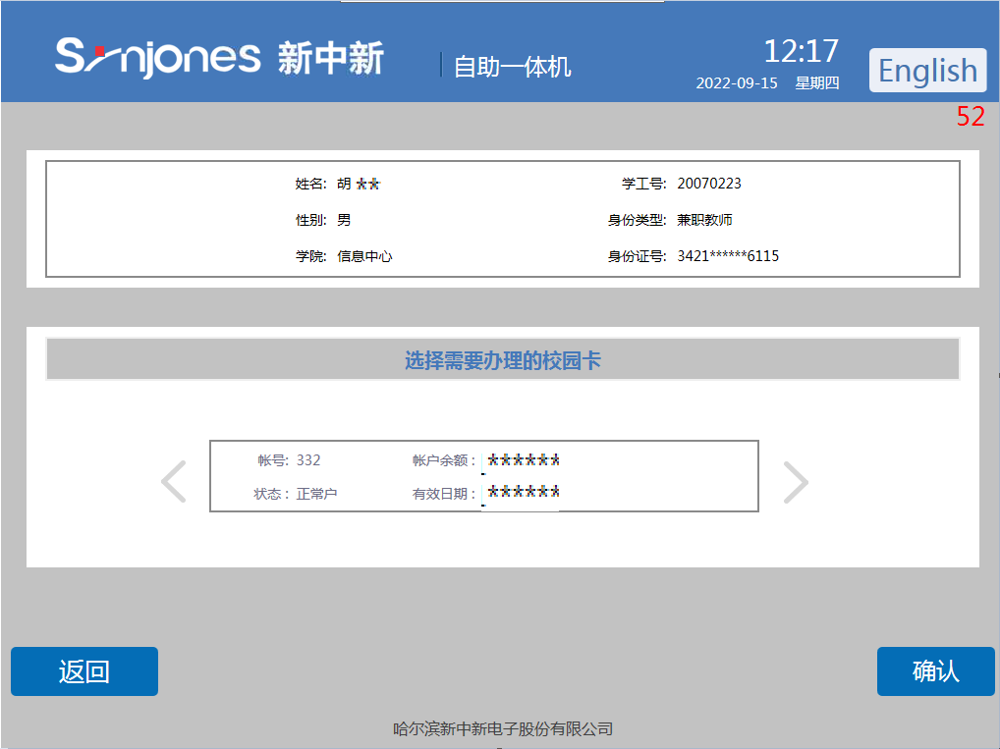 Synjones 新中新
自助一体机
12:17
2022-09-15 星期四
English
52
姓名: 胡 **
学工号: 20070223
性别: 男
身份类型: 兼职教师
学院: 信息中心
身份证号: 3421******6115
选择需要办理的校园卡
帐号: 332
帐户余额: ******
状态: 正常户
有效日期: ******
返回
确认
哈尔滨新中新电子股份有限公司